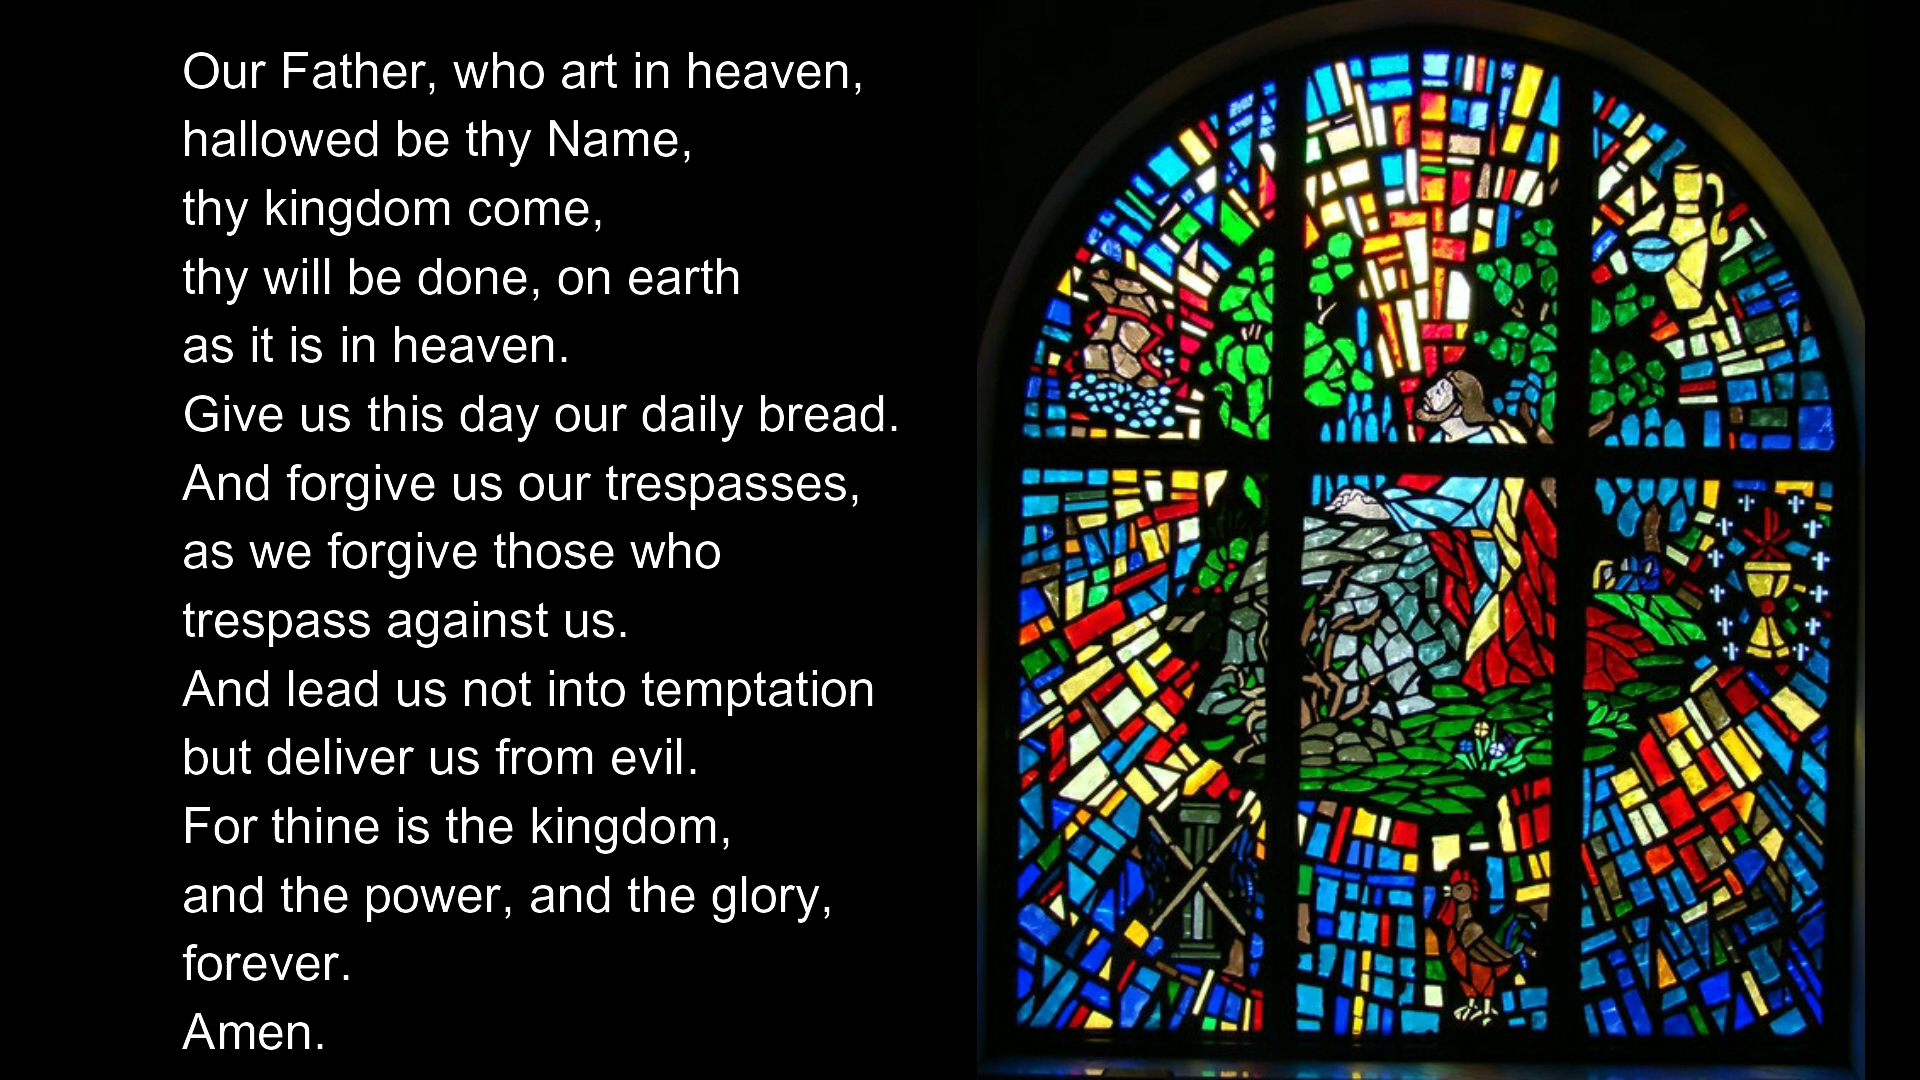 Our Father, who art in heaven,
hallowed be thy Name,
thy kingdom come,
thy will be done, on earth
as it is in heaven.
Give us this day our daily bread.
And forgive us our trespasses,
as we forgive those who
trespass against us.
And lead us not into temptation
but deliver us from evil.
For thine is the kingdom,
and the power, and the glory,
forever.
Amen.